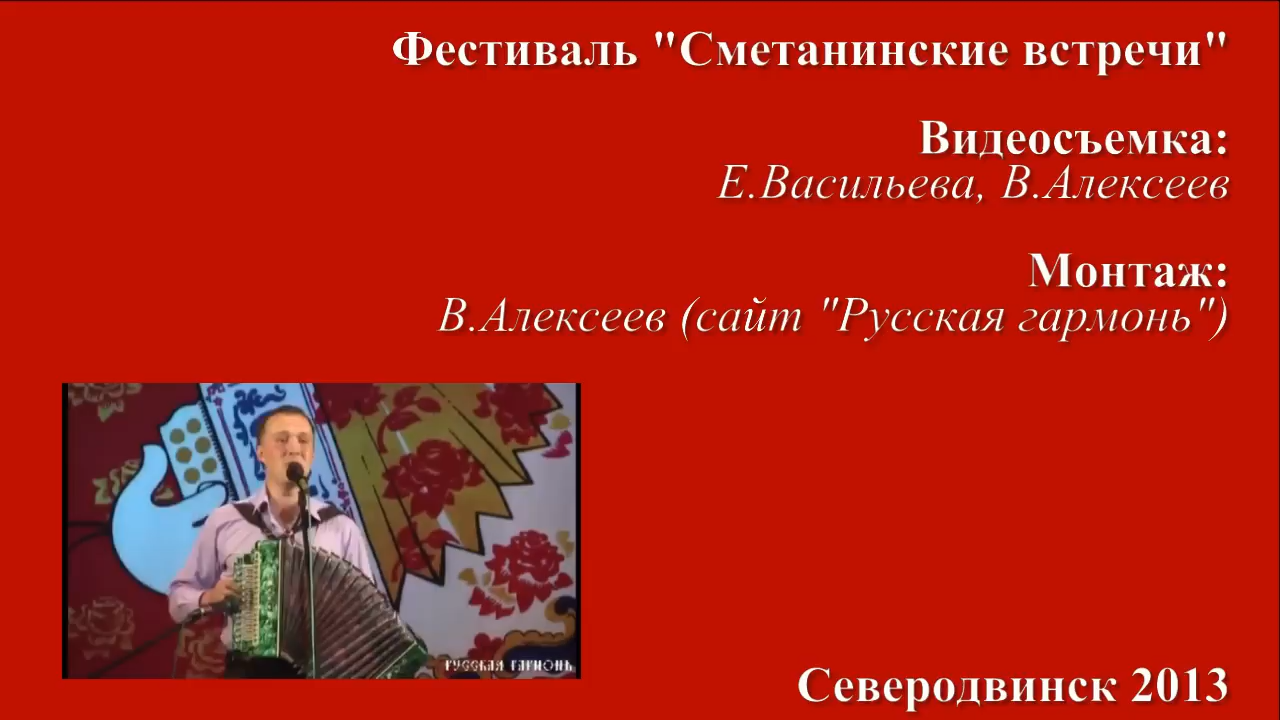 Фестиваль "Сметанинские встречи"
Видеосъемка:
Е.Васильева, В.Алексеев
Монтаж:
В.Алексеев (сайт "Русская гармонь")
РУССКАЯ ГАРМОНЬ
Северодвинск 2013